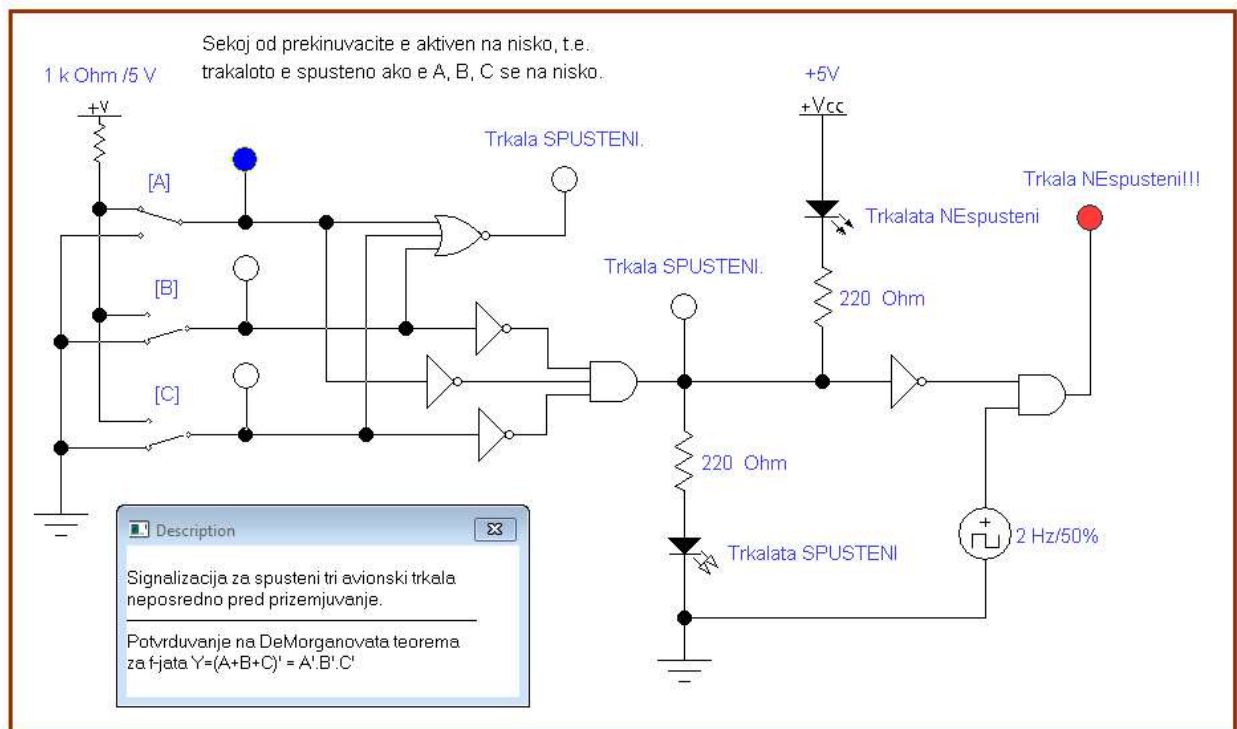 Sekoj od prekinuvacite e aktiven na nisko, t.e.
trakaloto e spusteno ako e A, B, C se na nisko.
1 k Ohm /5 V
+V
[A]
[B]
[C]
Trkala SPUSTENI.
Trkala SPUSTENI.
+5V
+Vcc
Trkalata NEspusteni
220 Ohm
Trkala NEspusteni!!!
220 Ohm
Trkalata SPUSTENI
2 Hz/50%
Description
Signalizacija za spusteni tri avionski trkala
neposredno pred prizemjuvanje.
Potvrduvanje na DeMorganovata teorema
za f-jata Y=(A+B+C)' = A'.B'.C'